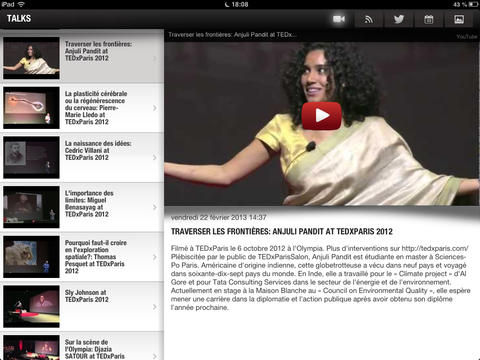 iPad
18:08
43 %
TALKS
Traverser les frontières:
Anjuli Pandit at
TEDxParis 2012
La plasticité cérébrale
ou la régénérescence
du cerveau: Pierre-
Marie Lledo at TEDxParis
2012
La naissance des idées:
Cedric Villani at
TEDxParis 2012
L'importance des
limites: Miguel
Benasayag at TEDxParis
2012
Pourquoi faut-il croire
en l'exploration
spatiale?: Thomas
Pesquet at TEDxParis
2012
Sly Johnson at
TEDxParis 2012
Sur la scène de
l'Olympia: Djazia
SATOUR at TEDxParis
Traverser les frontières: Anjuli Pandit at TEDx...
YouTube
vendredi 22 février 2013 14:37
TRAVERSER LES FRONTIÈRES: ANJULI PANDIT AT TEDXPARIS 2012
Filmé à TEDxParis le 6 octobre 2012 à l'Olympia. Plus d'interventions sur http://tedxparis.com/
Plébiscitée par le public de TEDxParisSalon, Anjuli Pandit est étudiante en master à Sciences-
Po Paris. Américaine d'origine indienne, cette globetrotteuse a vécu dans neuf pays et voyagé
dans soixante-dix-sept pays du monde. En Inde, elle a travaillé pour le « Climate project » d'Al
Gore et pour Tata Consulting Services dans le secteur de l'énergie et de l'environnement.
Actuellement en stage à la Maison Blanche au « Council on Environmental Quality », elle espère
mener une carrière dans la diplomatie et l'action publique après avoir obtenu son diplôme
l'année prochaine.